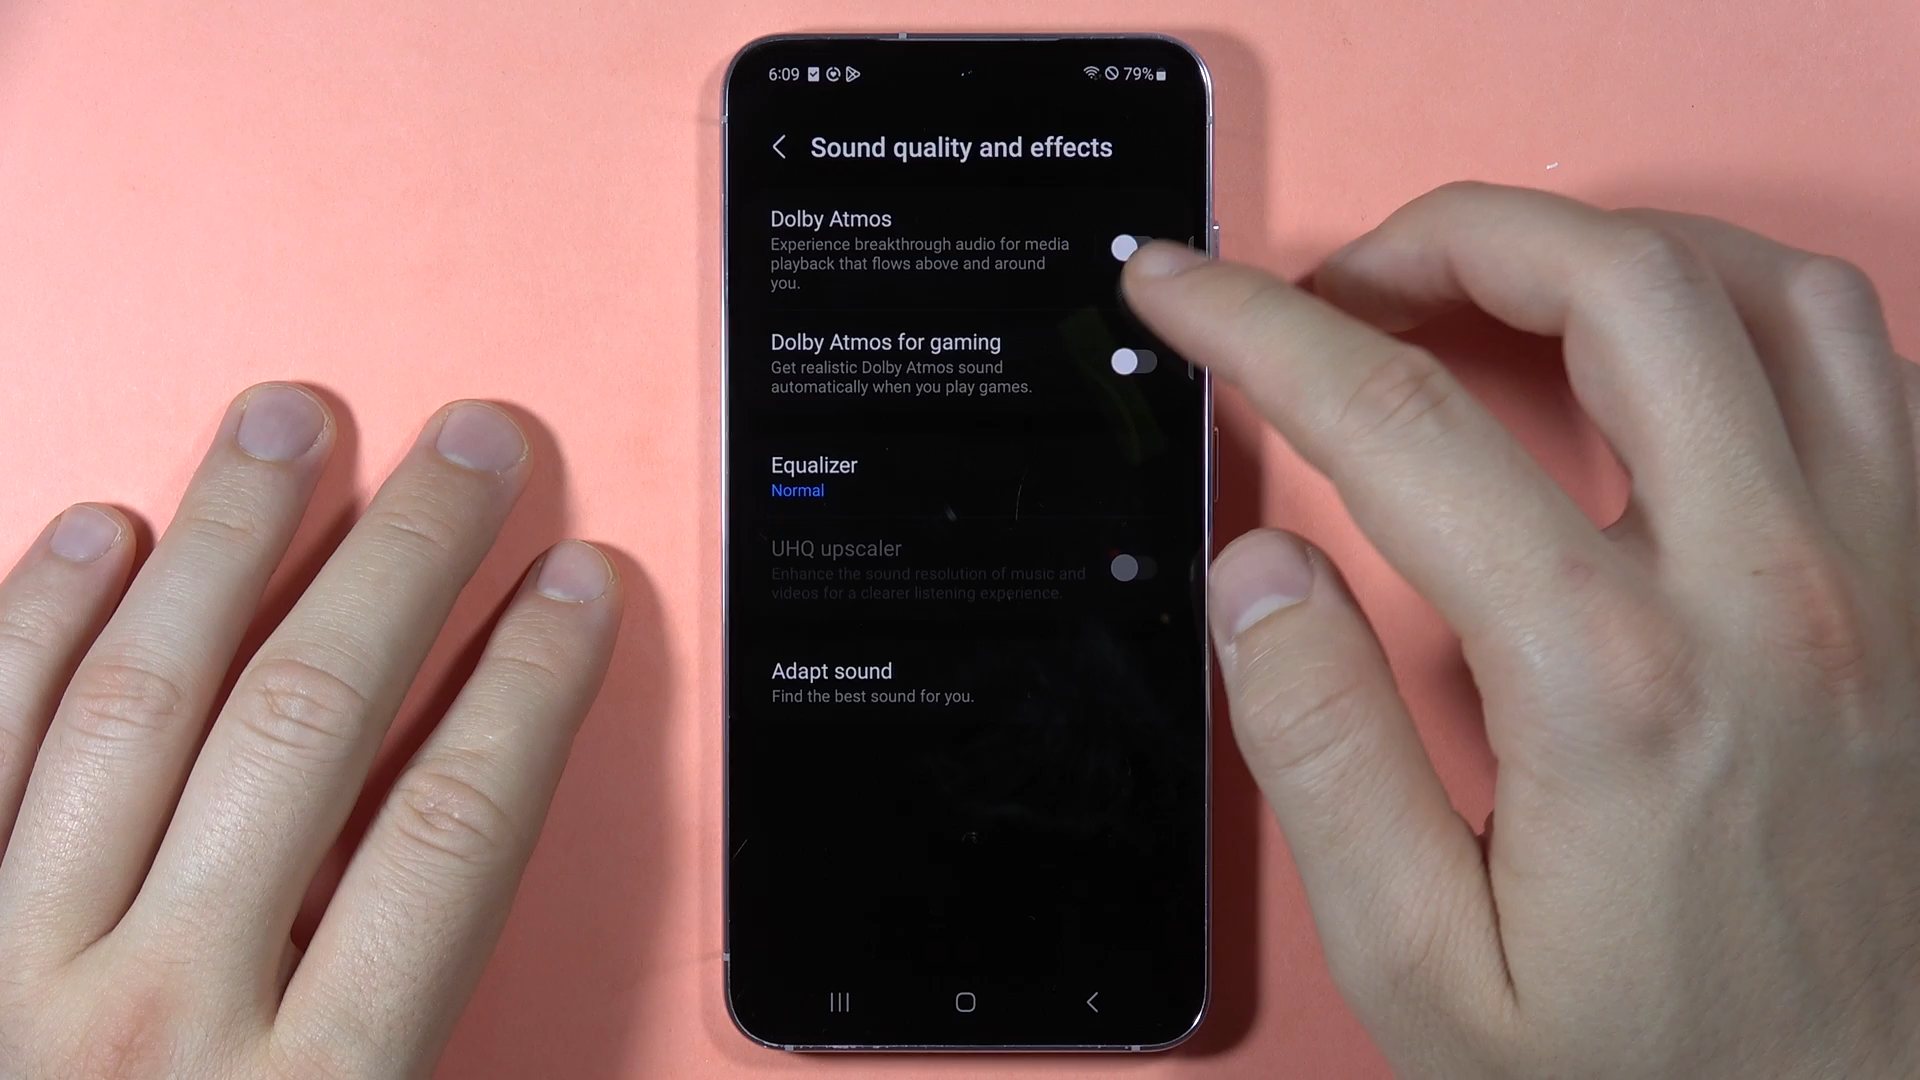 6:09
79%
Sound quality and effects
Dolby Atmos
Experience breakthrough audio for media
playback that flows above and around
you.
Dolby Atmos for gaming
Get realistic Dolby Atmos sound
automatically when you play games.
Equalizer
Normal
UHQ upscaler
Enhance the sound resolution of music and
videos for a clearer listening experience.
Adapt sound
Find the best sound for you.